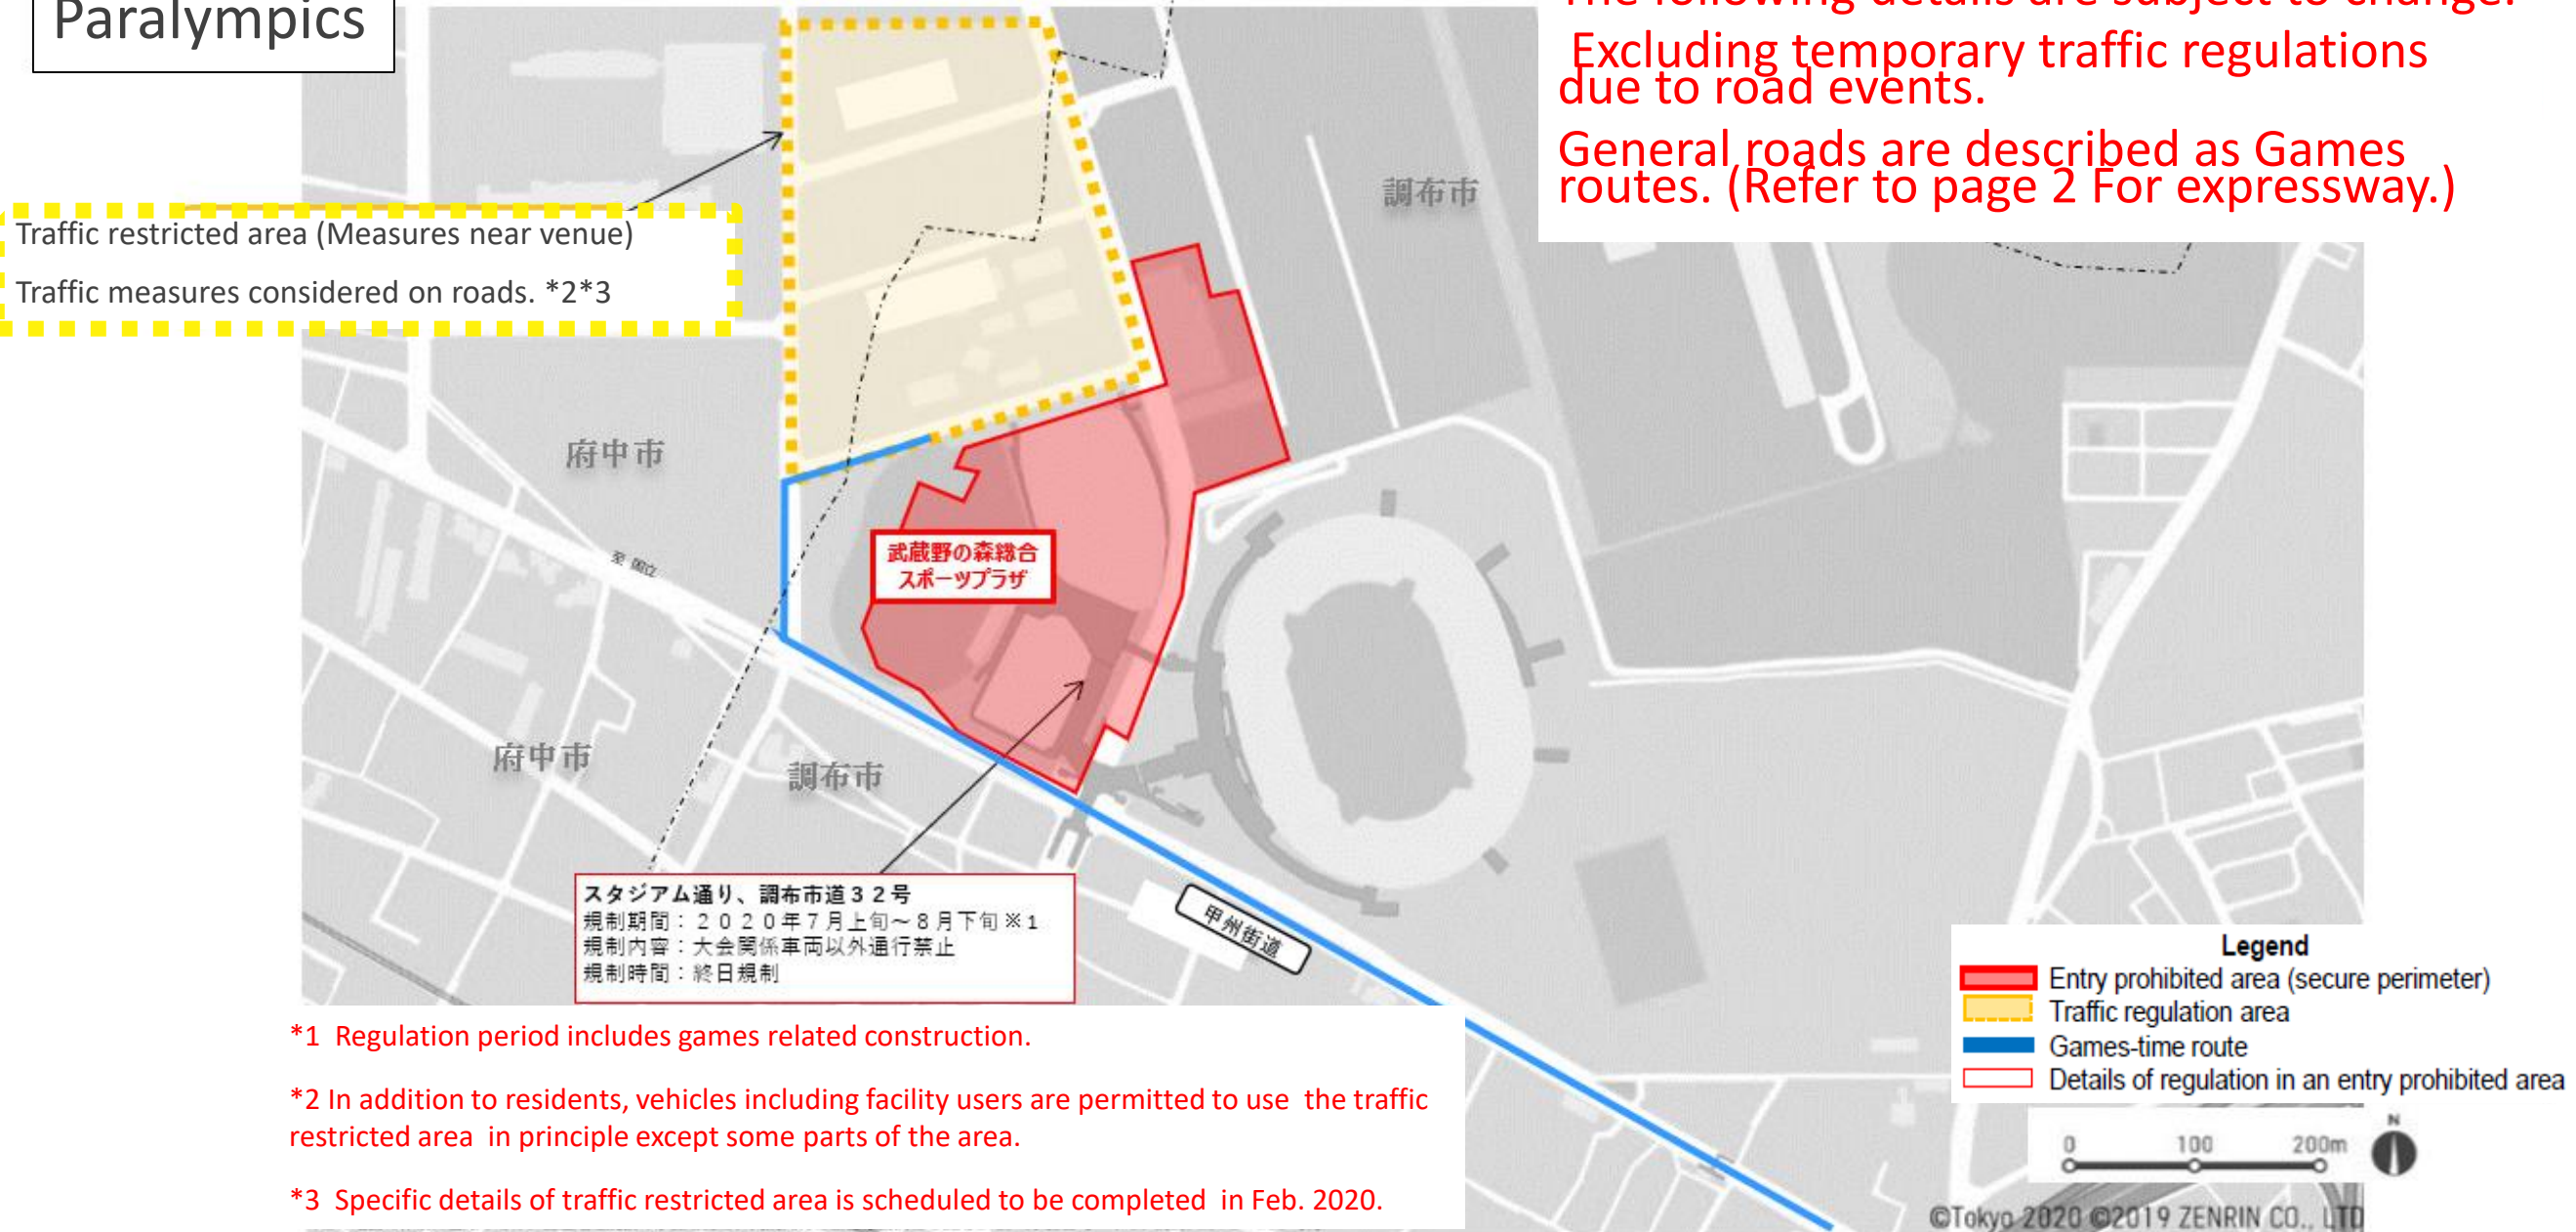 Paralympics
The following details are subject to change.
Excluding temporary traffic regulations
due to road events.
General roads are described as Games
routes. (Refer to page 2 For expressway.)
調布市
Traffic restricted area (Measures near venue)
Traffic measures considered on roads. *2*3
府中市
武蔵野の森総合
スポーツプラザ
至 国立
府中市
調布市
スタジアム通り、調布市道32号
規制期間：2020年7月上旬～8月下旬※1
規制内容：大会関係車両以外通行禁止
規制時間：終日規制
甲州街道
Legend
Entry prohibited area (secure perimeter)
Traffic regulation area
Games-time route
Details of regulation in an entry prohibited area
*1 Regulation period includes games related construction.
*2 In addition to residents, vehicles including facility users are permitted to use the traffic
restricted area in principle except some parts of the area.
*3 Specific details of traffic restricted area is scheduled to be completed in Feb. 2020.
0 100 200m
N
©Tokyo 2020 ©2019 ZENRIN CO., LTD